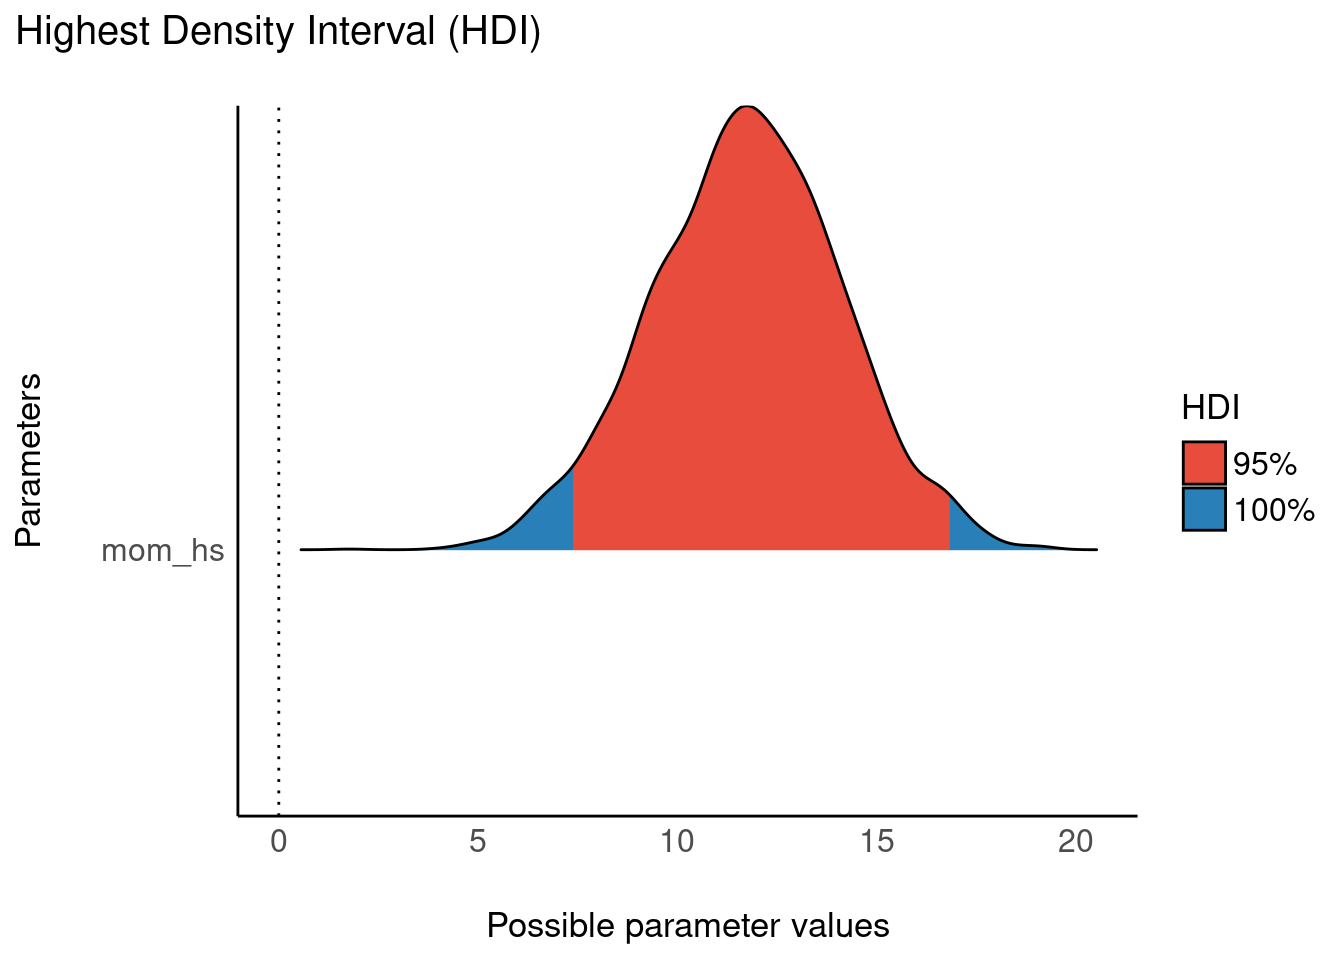 Highest Density Interval (HDI)
Parameters
mom_hs
HDI
95%
100%
0 5 10 15 20
Possible parameter values